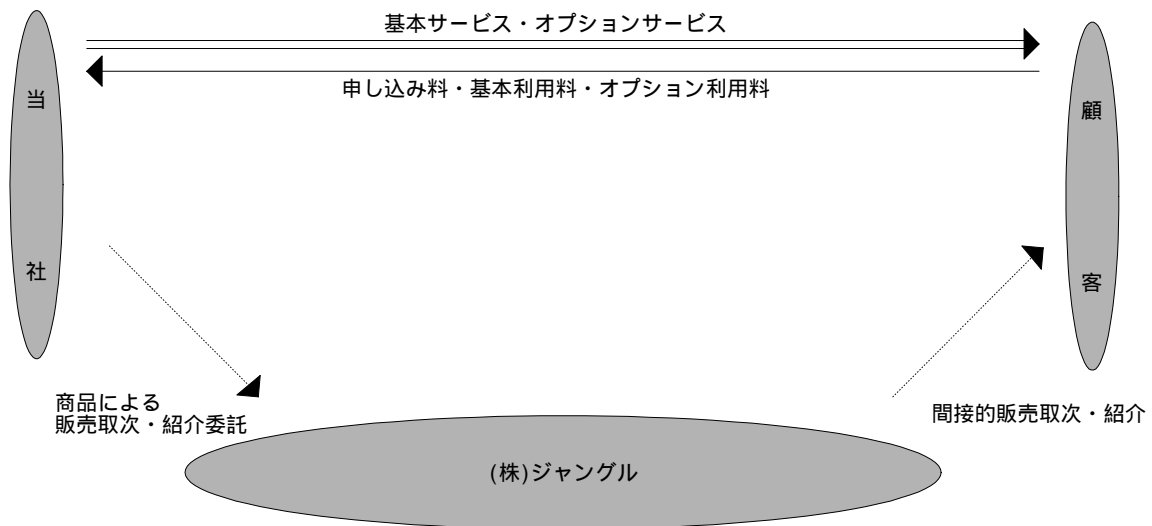 基本サービス・オプションサービス
申し込み料・基本利用料・オプション利用料
当社
顧客
商品による
販売取次・紹介委託
間接的販売取次・紹介
(株)ジャングル